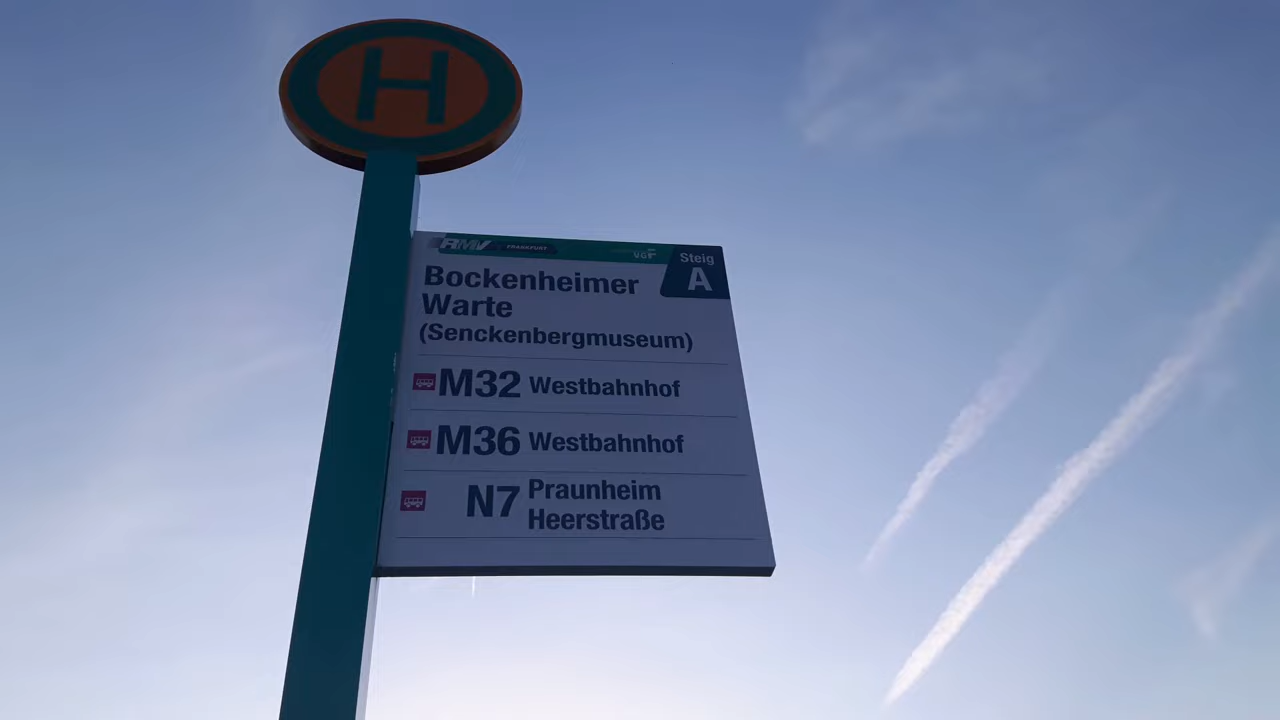 H
RMV FRANKFURT VGF
Steig
A
Bockenheimer
Warte
(Senckenbergmuseum)
M32 Westbahnhof
M36 Westbahnhof
N7 Praunheim
Heerstraße